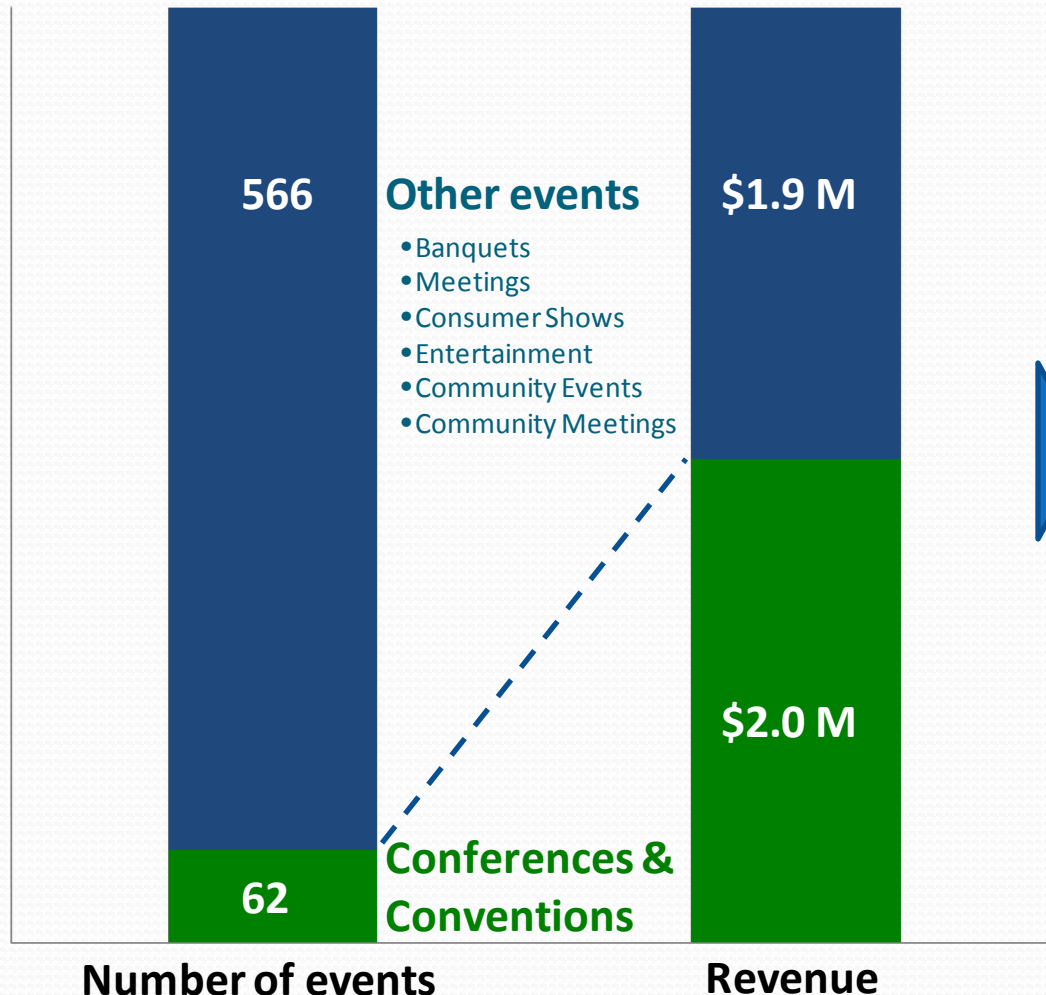 566
Other events
•Banquets
•Meetings
•Consumer Shows
•Entertainment
•Community Events
•Community Meetings
$1.9 M
$2.0 M
62
Conferences &
Conventions
Number of events
Revenue